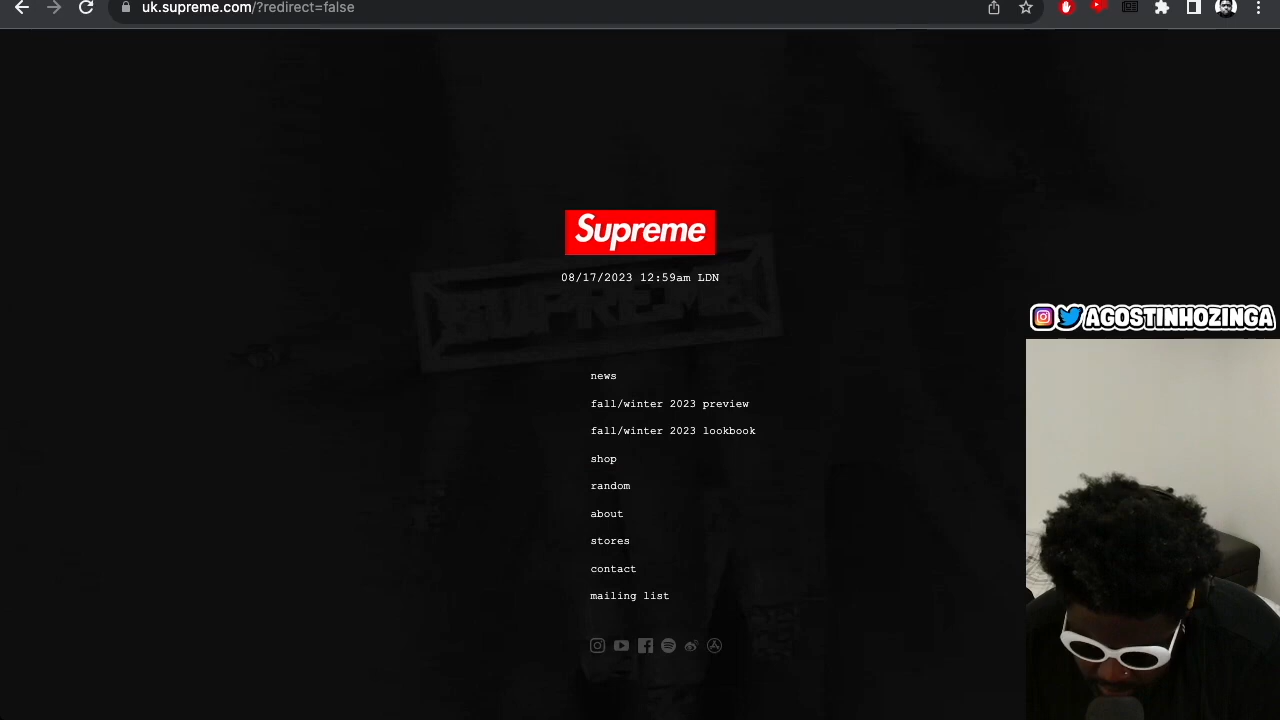 uk.supreme.com/?redirect=false
Supreme
08/17/2023 12:59am LDN
SUPREME
news
fall/winter 2023 preview
fall/winter 2023 lookbook
shop
random
about
stores
contact
mailing list
AGOSTINHOZINGA